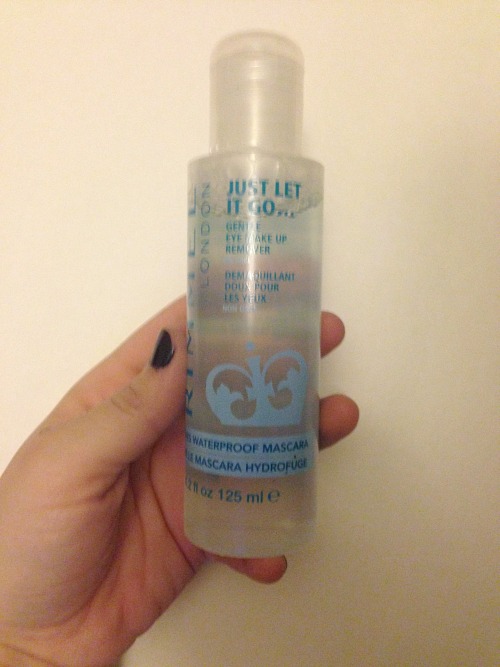 RIMMEL
LONDON
JUST LET
IT GO...
GENTLE
EYE MAKE UP
REMOVER
DEMAQUILLANT
DOUX POUR
LES YEUX
WATERPROOF MASCARA
MASCARA HYDROFUGE
fl oz 125 ml ℮